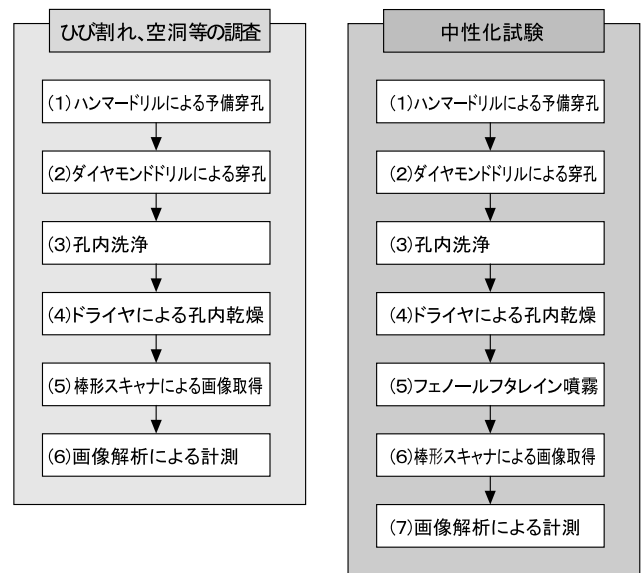 ひび割れ、空洞等の調査
(1)ハンマードリルによる予備穿孔
(2)ダイヤモンドドリルによる穿孔
(3)孔内洗浄
(4)ドライヤによる孔内乾燥
(5)棒形スキャナによる画像取得
(6)画像解析による計測
中性化試験
(1)ハンマードリルによる予備穿孔
(2)ダイヤモンドドリルによる穿孔
(3)孔内洗浄
(4)ドライヤによる孔内乾燥
(5)フェノールフタレイン噴霧
(6)棒形スキャナによる画像取得
(7)画像解析による計測